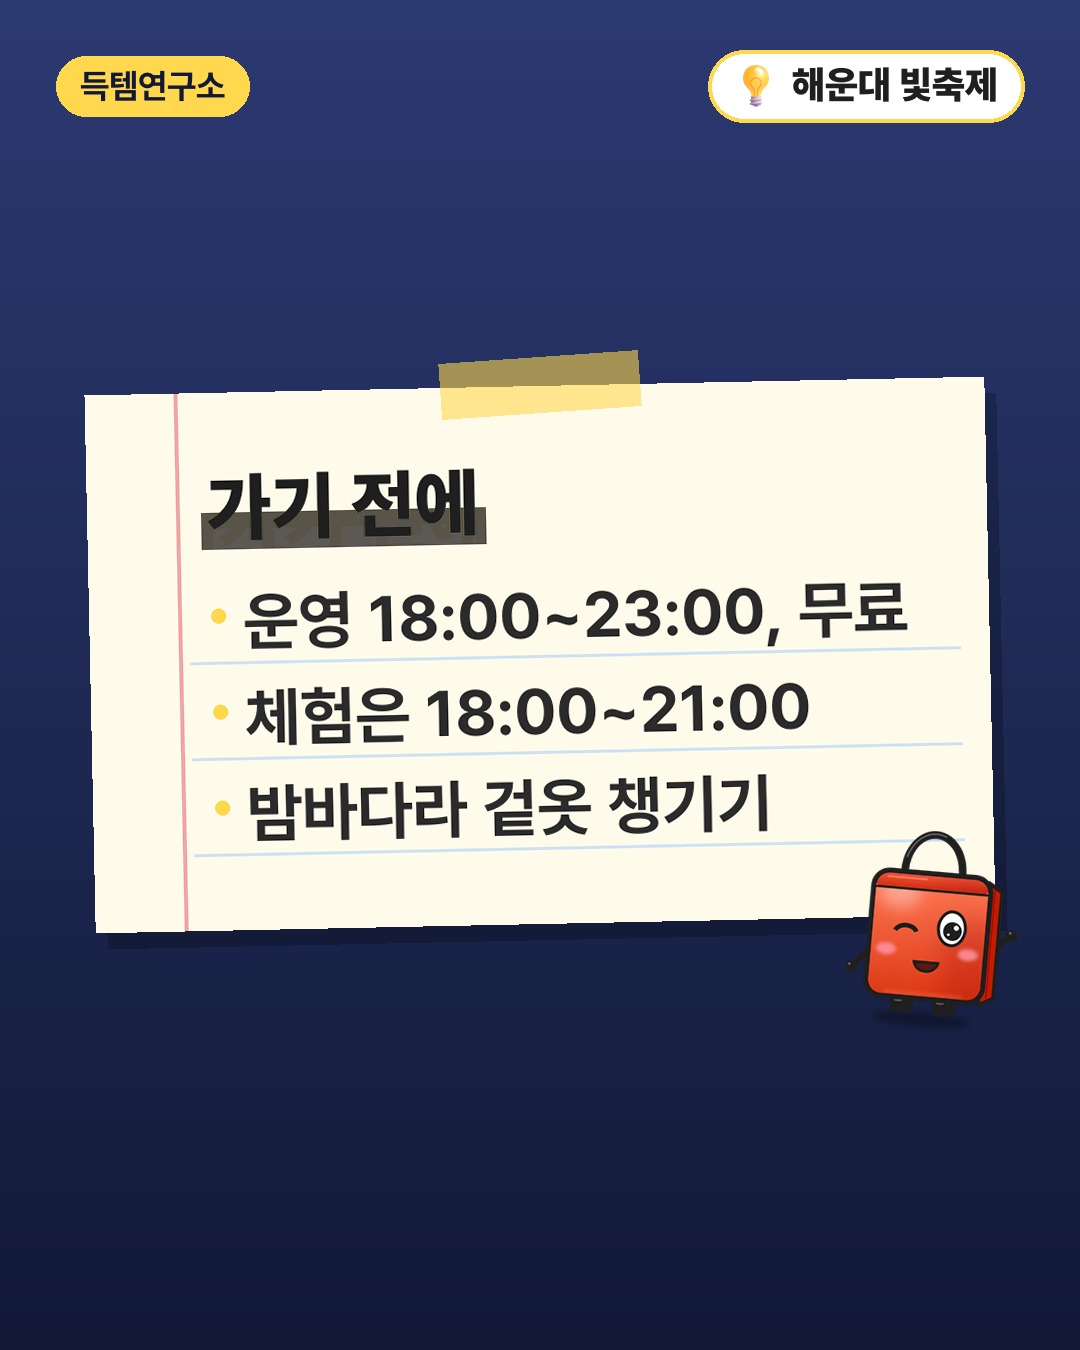 득템연구소
해운대 빛축제
가기 전에
운영 18:00~23:00, 무료
체험은 18:00~21:00
밤바다라 겉옷 챙기기